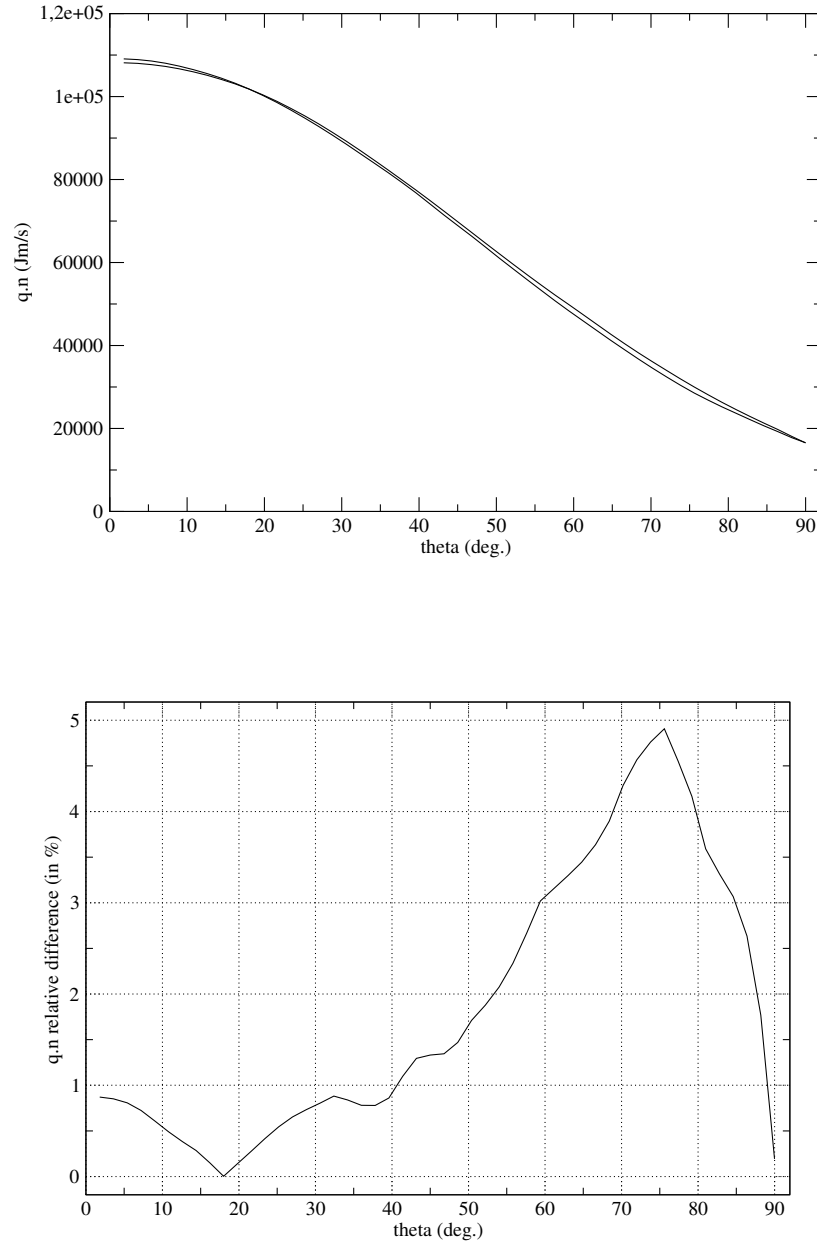 1,2e+05
1e+05
80000
60000
40000
20000
0
q.n (Jm/s)
0 10 20 30 40 50 60 70 80 90
theta (deg.)
5
4
3
2
1
0
q.n relative difference (in %)
0 10 20 30 40 50 60 70 80 90
theta (deg.)